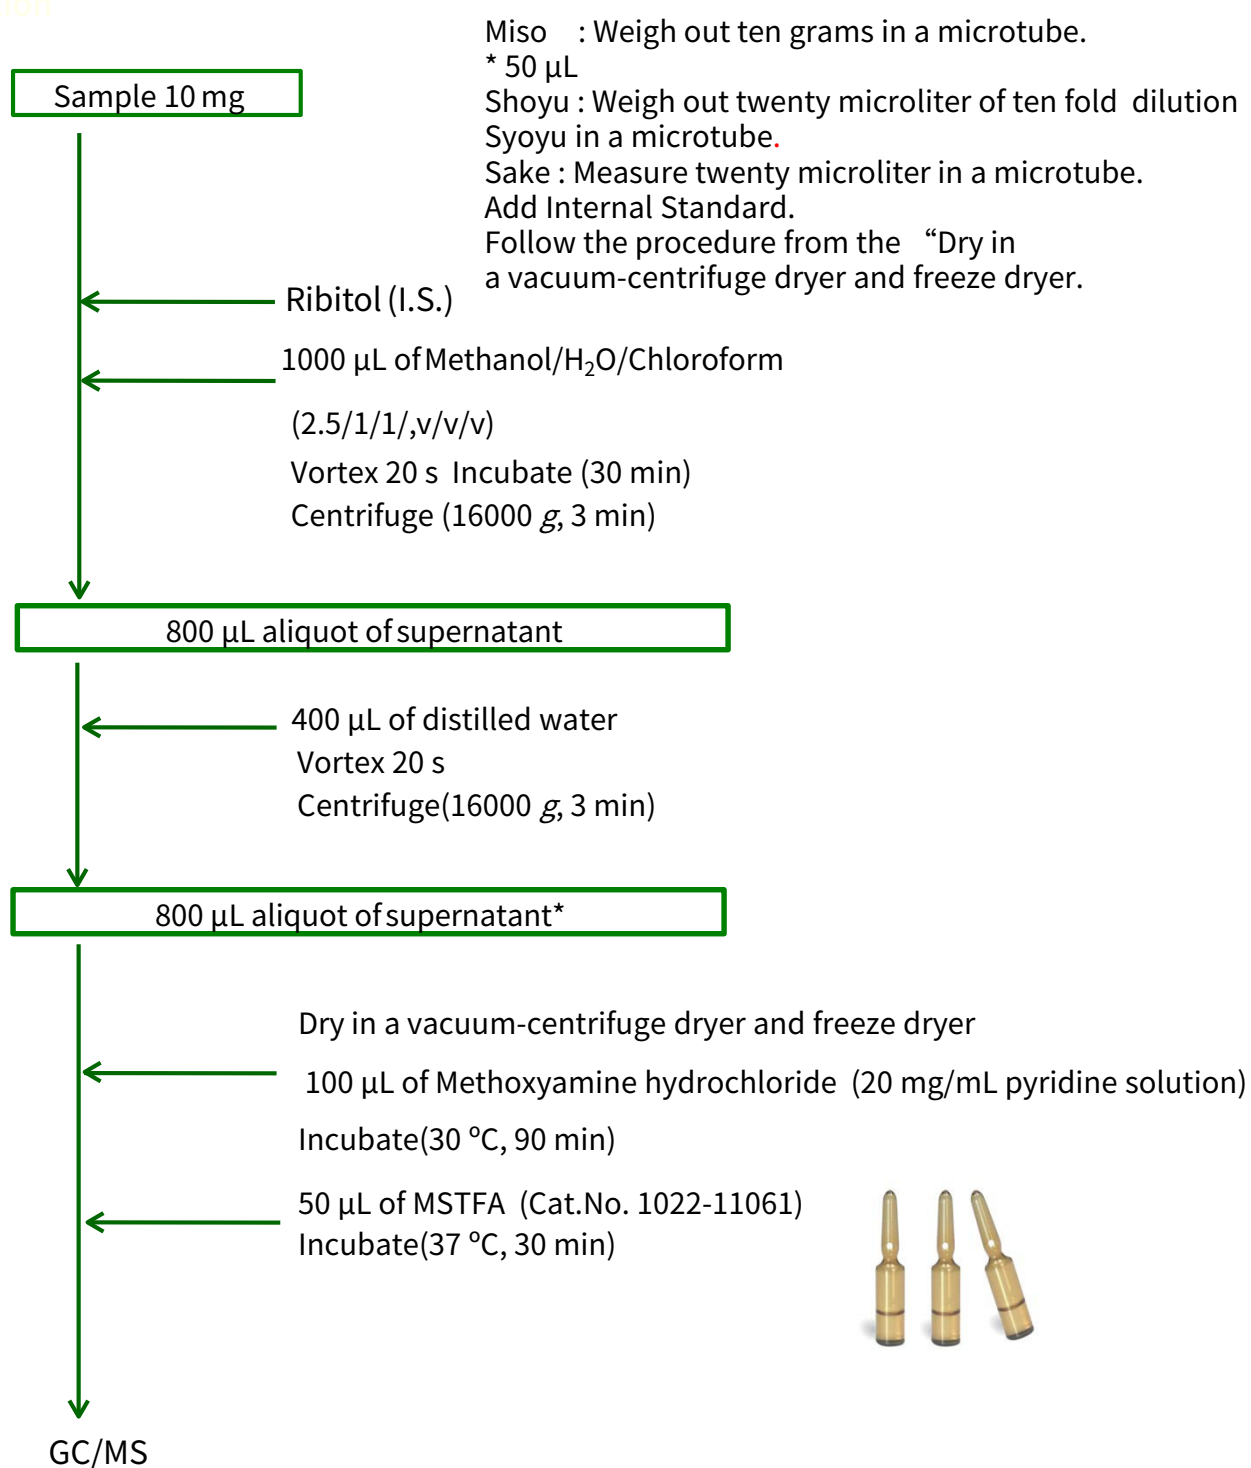 Miso : Weigh out ten grams in a microtube.
* 50 µL
Sample 10 mg
Shoyu : Weigh out twenty microliter of ten fold dilution
Syoyu in a microtube.
Sake : Measure twenty microliter in a microtube.
Add Internal Standard.
Follow the procedure from the “Dry in
a vacuum-centrifuge dryer and freeze dryer.
Ribitol (I.S.)
1000 µL of Methanol/H₂O/Chloroform
(2.5/1/1/,v/v/v)
Vortex 20 s Incubate (30 min)
Centrifuge (16000 g, 3 min)
800 µL aliquot of supernatant
400 µL of distilled water
Vortex 20 s
Centrifuge(16000 g, 3 min)
800 µL aliquot of supernatant*
Dry in a vacuum-centrifuge dryer and freeze dryer
100 µL of Methoxyamine hydrochloride (20 mg/mL pyridine solution)
Incubate(30 ºC, 90 min)
50 µL of MSTFA (Cat.No. 1022-11061)
Incubate(37 ºC, 30 min)
GC/MS